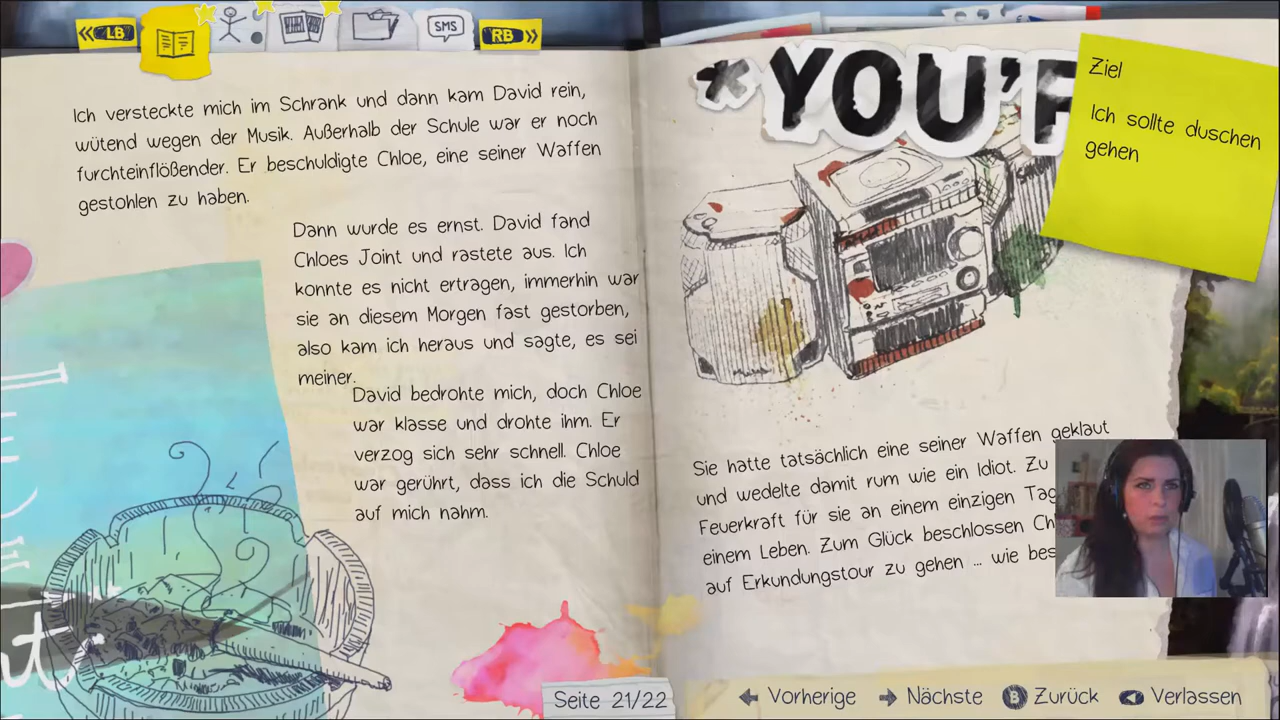 LB
SMS
RB
Ich versteckte mich im Schrank und dann kam David rein,
wütend wegen der Musik. Außerhalb der Schule war er noch
furchteinflößender. Er beschuldigte Chloe, eine seiner Waffen
gestohlen zu haben.
Dann wurde es ernst. David fand
Chloes Joint und rastete aus. Ich
konnte es nicht ertragen, immerhin war
sie an diesem Morgen fast gestorben,
also kam ich heraus und sagte, es sei
meiner.
David bedrohte mich, doch Chloe
war klasse und drohte ihm. Er
verzog sich sehr schnell. Chloe
war gerührt, dass ich die Schuld
auf mich nahm.
*YOU'R
Ziel
Ich sollte duschen
gehen
Sie hatte tatsächlich eine seiner Waffen geklaut
und wedelte damit rum wie ein Idiot. Zu
Feuerkraft für sie an einem einzigen Tag
einem Leben. Zum Glück beschlossen Ch
auf Erkundungstour zu gehen ... wie bes
Seite 21/22
Vorherige
Nächste
B Zurück
Verlassen